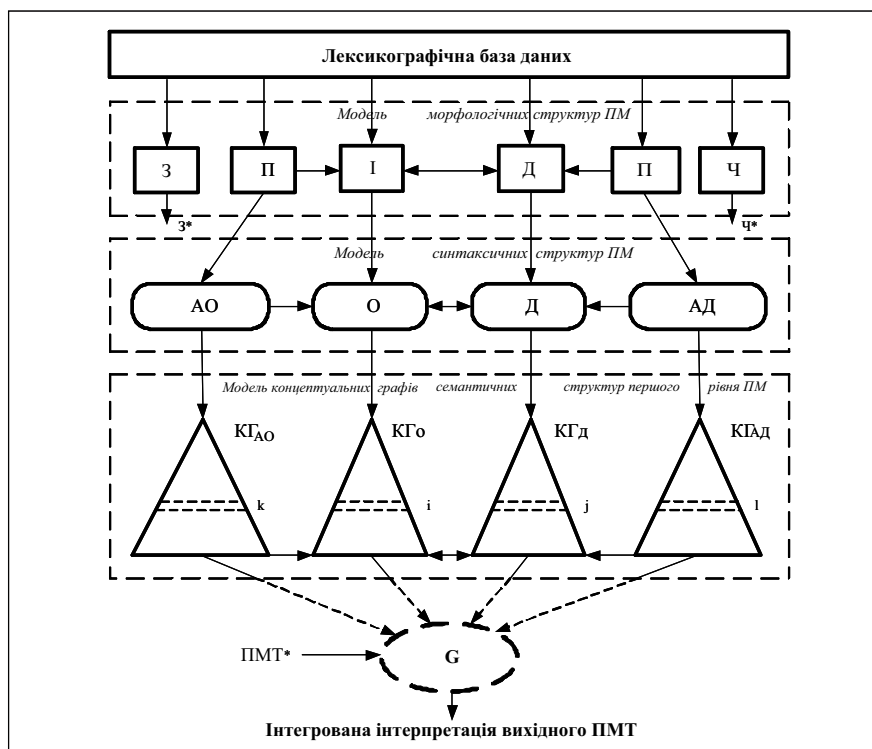 Лексикографічна база даних
Модель морфологічних структур ПМ
З П І Д П Ч
З* Ч*
Модель синтаксичних структур ПМ
АО О Д АД
Модель концептуальних графів семантичних структур першого рівня ПМ
КГАО КГо КГд КГАД
k i j l
ПМТ* G
Інтегрована інтерпретація вихідного ПМТ